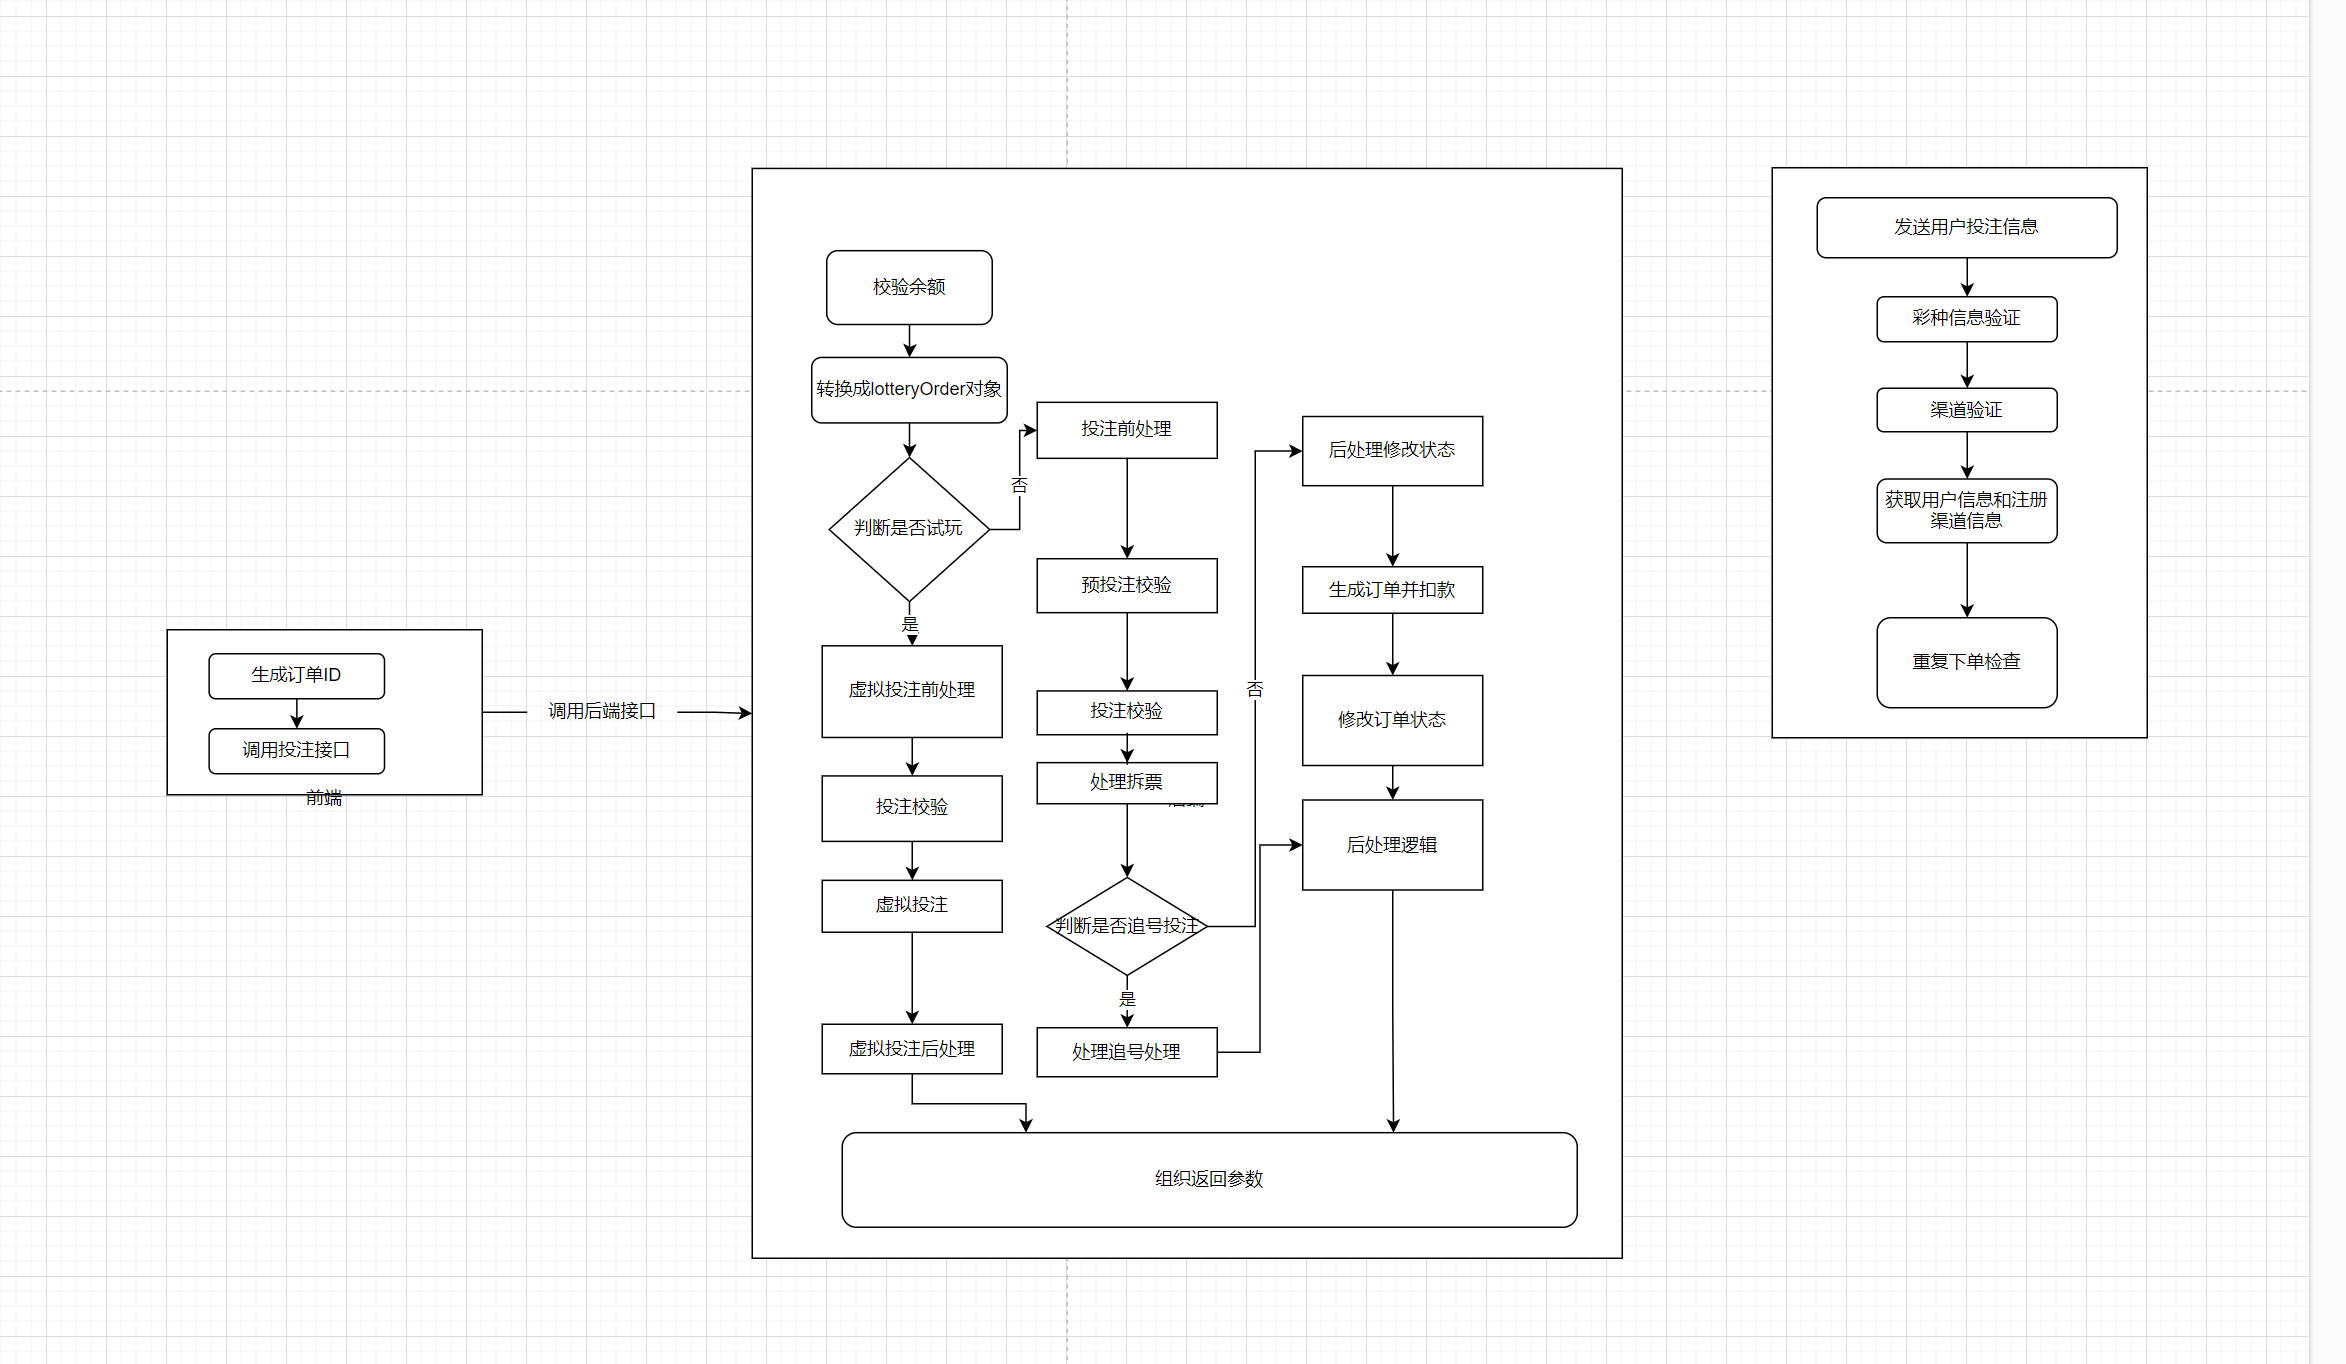 生成订单ID
调用投注接口
前端
调用后端接口
校验余额
转换成lotteryOrder对象
判断是否试玩
否
是
虚拟投注前处理
投注校验
虚拟投注
虚拟投注后处理
投注前处理
预投注校验
投注校验
处理拆票
判断是否追号投注
否
是
处理追号处理
后处理修改状态
生成订单并扣款
修改订单状态
后处理逻辑
组织返回参数
发送用户投注信息
彩种信息验证
渠道验证
获取用户信息和注册
渠道信息
重复下单检查